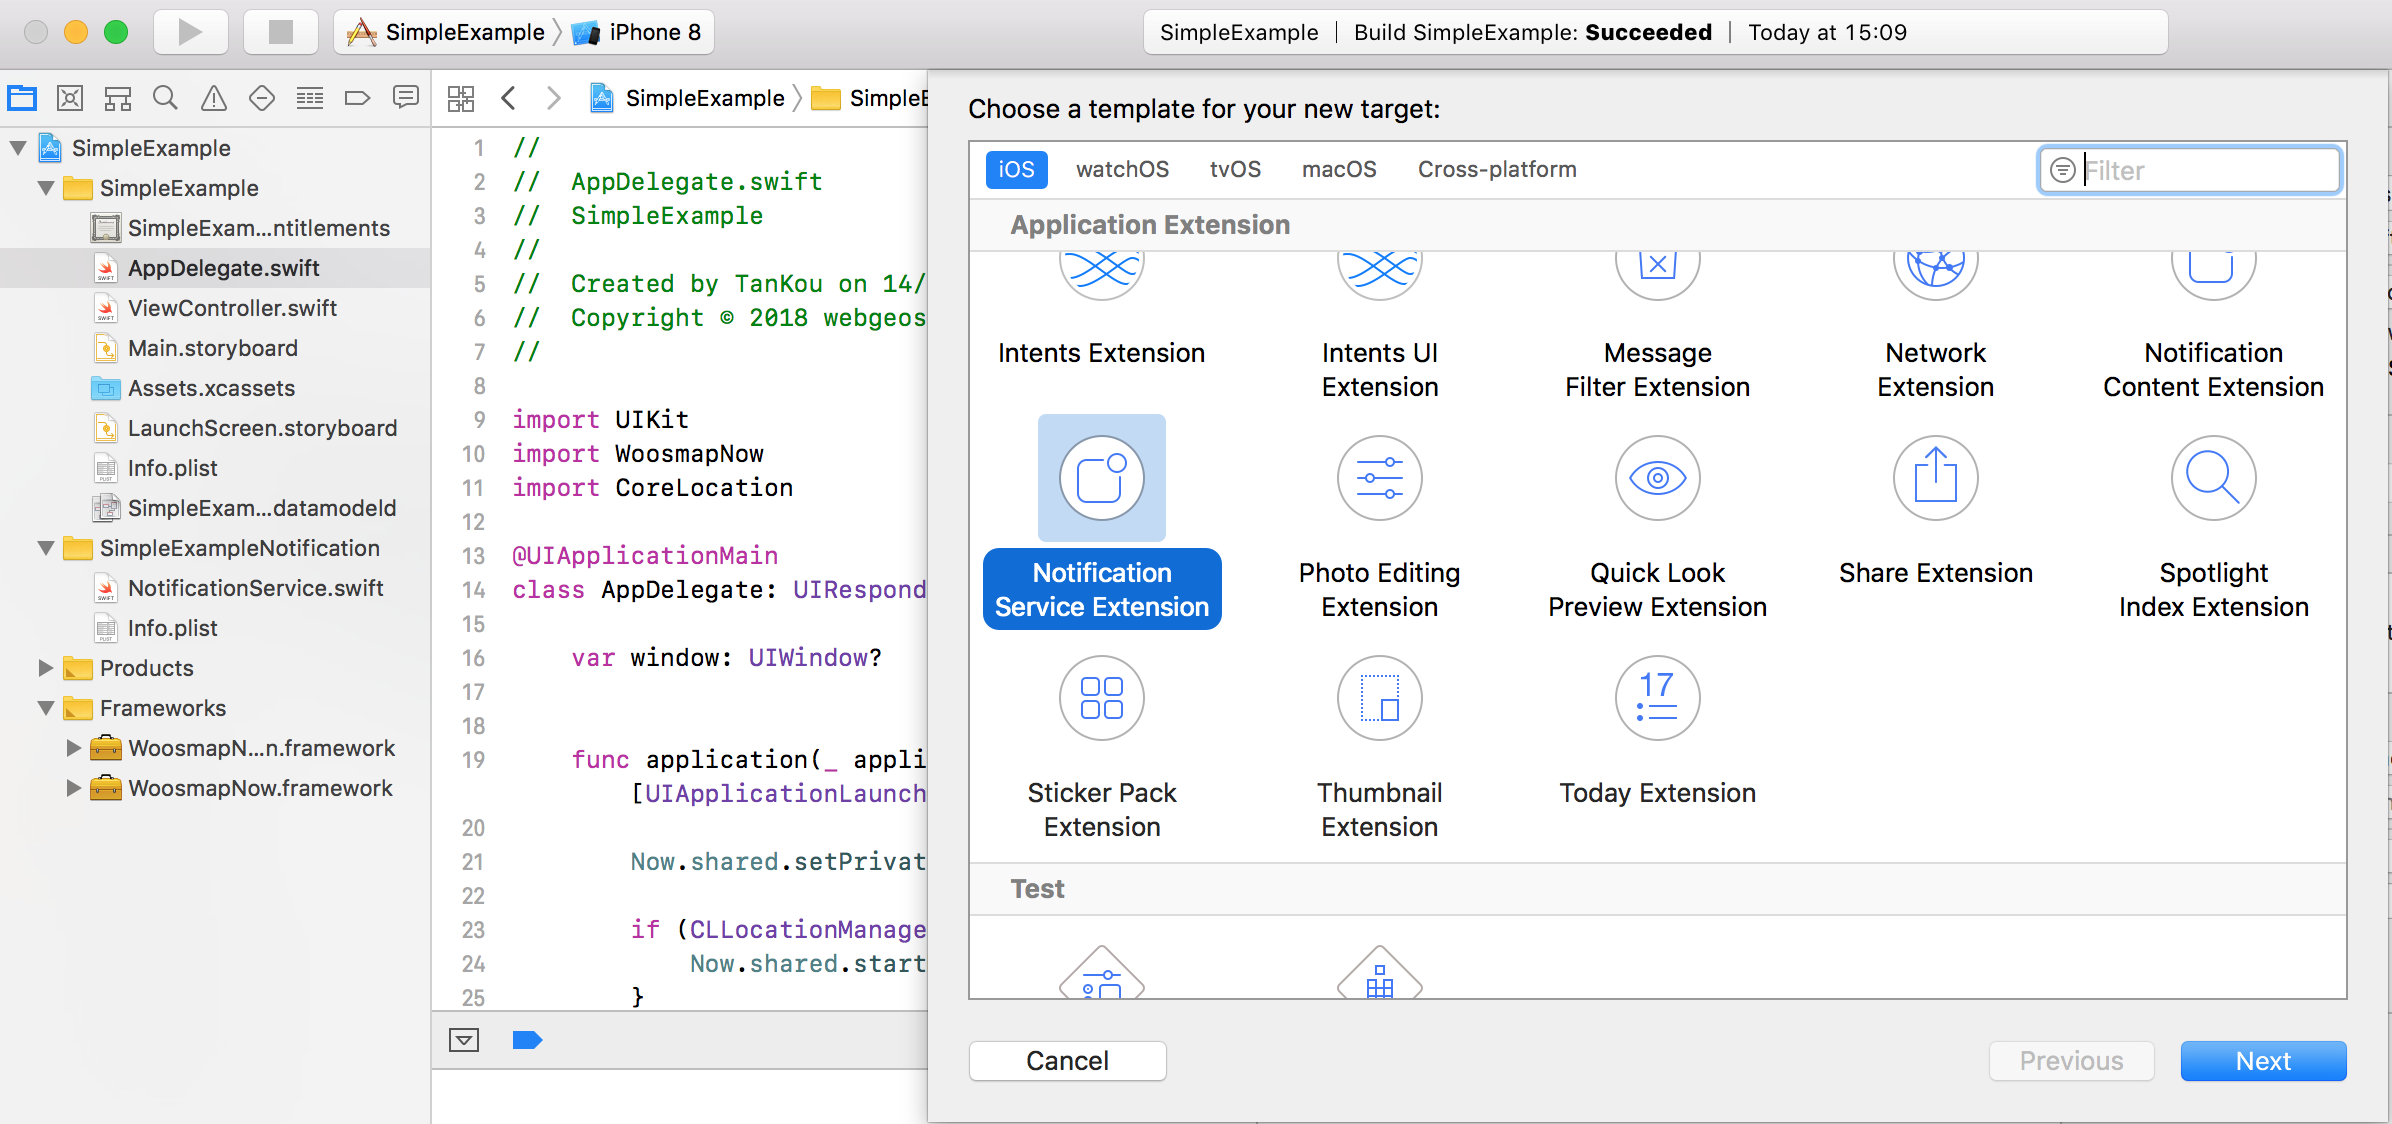 SimpleExample iPhone 8
SimpleExample Build SimpleExample: Succeeded Today at 15:09
SimpleExample
SimpleExample
SimpleExam...ntitlements
AppDelegate.swift
ViewController.swift
Main.storyboard
Assets.xcassets
LaunchScreen.storyboard
Info.plist
SimpleExam...datamodeld
SimpleExampleNotification
NotificationService.swift
Info.plist
Products
Frameworks
WoosmapN...n.framework
WoosmapNow.framework
SimpleExample SimpleE
1 //
2 // AppDelegate.swift
3 // SimpleExample
4 //
5 // Created by TanKou on 14/
6 // Copyright © 2018 webgeos
7 //
8
9 import UIKit
10 import WoosmapNow
11 import CoreLocation
12
13 @UIApplicationMain
14 class AppDelegate: UIRespond
15
16 var window: UIWindow?
17
18
19 func application(_ appli
[UIApplicationLaunch
20
21 Now.shared.setPrivat
22
23 if (CLLocationManage
24 Now.shared.start
25 }
Choose a template for your new target:
iOS watchOS tvOS macOS Cross-platform Filter
Application Extension
Intents Extension
Intents UI
Extension
Message
Filter Extension
Network
Extension
Notification
Content Extension
Notification
Service Extension
Photo Editing
Extension
Quick Look
Preview Extension
Share Extension
Spotlight
Index Extension
Sticker Pack
Extension
Thumbnail
Extension
17
Today Extension
Test
Cancel Previous Next